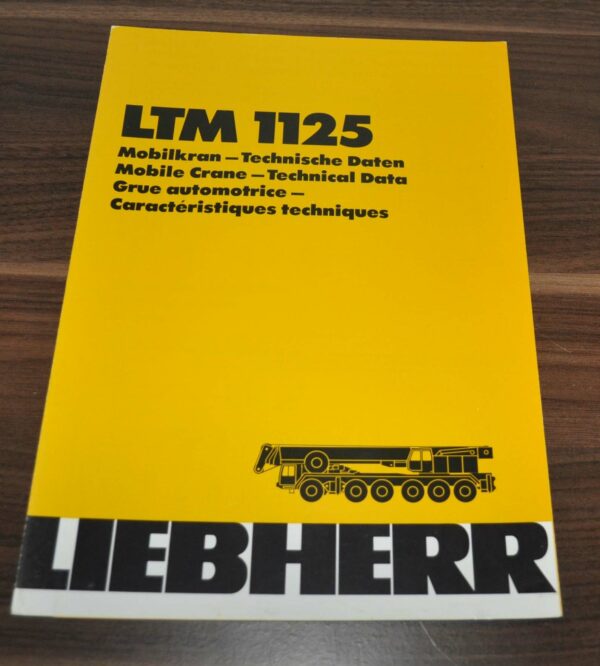 LTM 1125
Mobilkran – Technische Daten
Mobile Crane – Technical Data
Grue automotrice –
Caractéristiques techniques
LIEBHERR